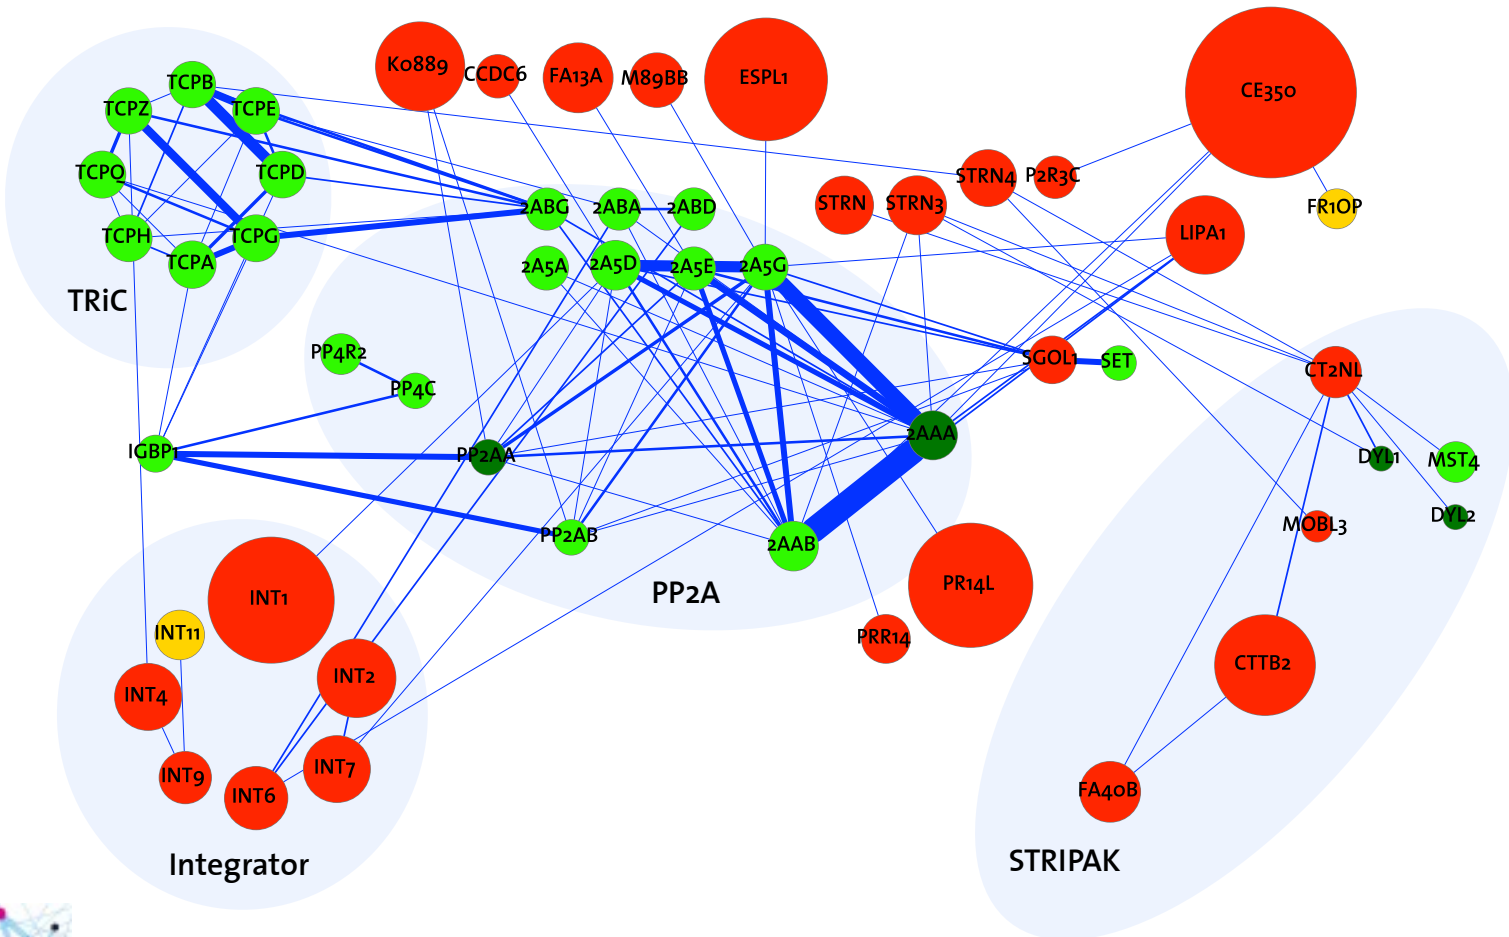 K0889
CCDC6
FA13A
M89BB
ESPL1
CE350
TCPB
TCPZ
TCPE
TCPQ
TCPD
TCPH
TCPG
TCPA
TRiC
2ABG
2ABA
2ABD
2A5A
2A5D
2A5E
2A5G
STRN
STRN3
STRN4
P2R3C
FR1OP
LIPA1
PP4R2
PP4C
SGOL1
SET
CT2NL
IGBP1
PP2AA
2AAA
DYL1
MST4
PP2AB
2AAB
MOBL3
DYL2
PP2A
INT1
PR14L
INT11
PRR14
INT4
INT2
CTTB2
INT9
INT6
INT7
FA40B
Integrator
STRIPAK